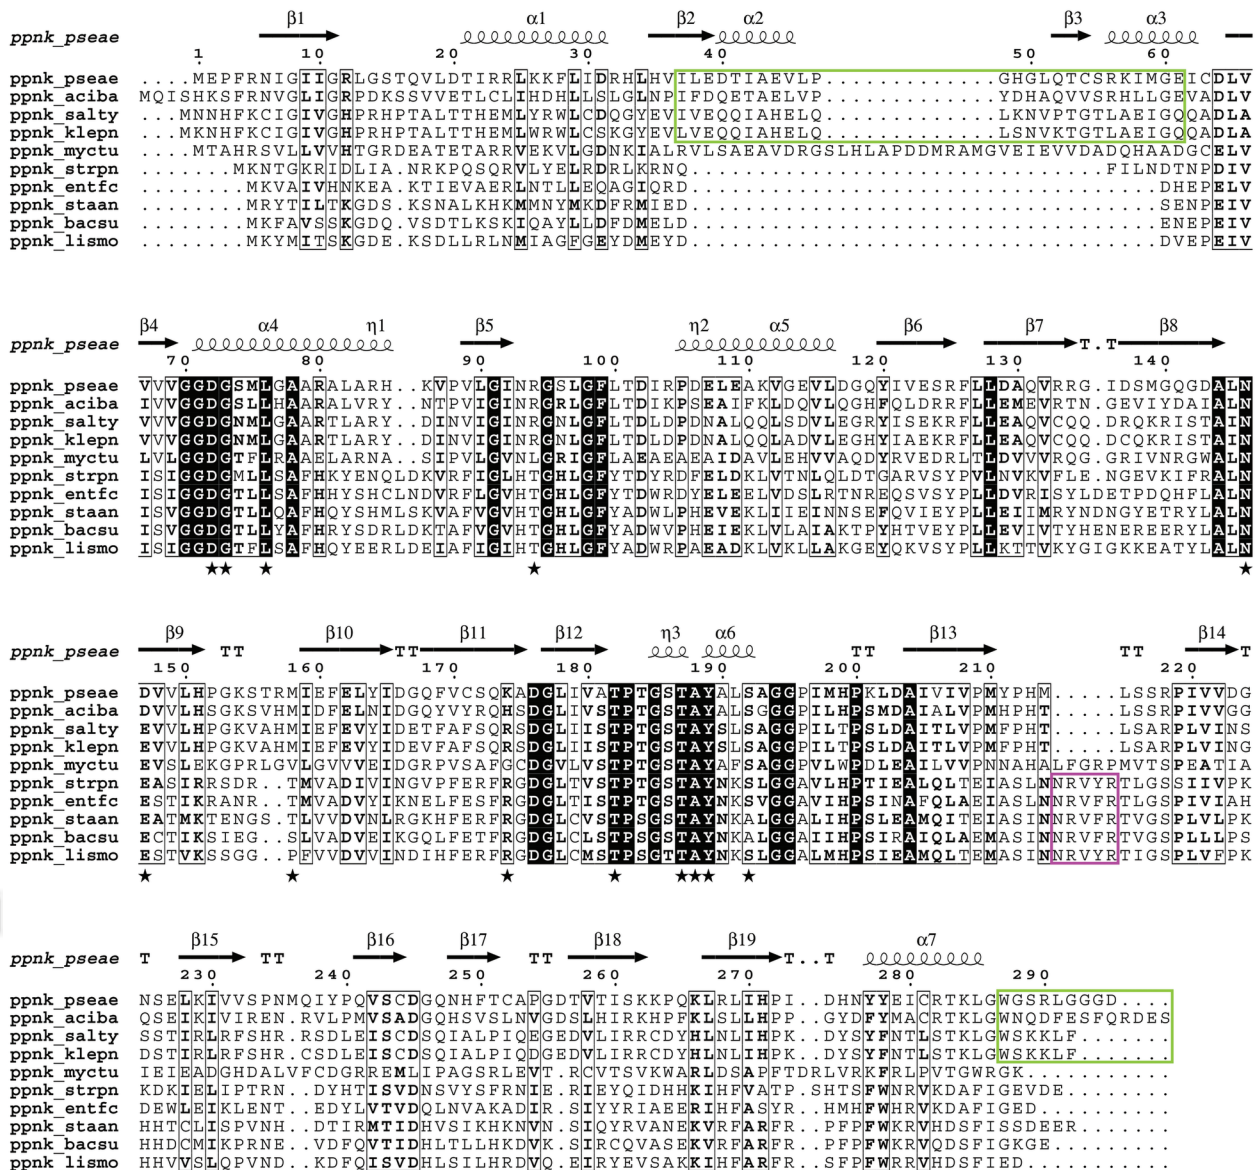 β1 α1 β2 α2 β3 α3
ppnk_pseae
1 10 20 30 40 50 60
ppnk_pseae ....MEPFRNIGIIGRLGSTQVLDTIRRLKKFLIDRHLHVILEDTIAEVLP.............GHGLQTCSRKIMGEICDLV
ppnk_aciba MQISHKSFRNVGLIGRPDKSSVVETLCLIHDHLLSLGLNPIFDQETAELVP.............YDHAQVVSRHLLGEVADLV
ppnk_salty ....MNNHFKCIGIVGHPRHPTALTTHEMLYRWLCDQGYEVIVEQQIAHELQ.............LKNVPTGTLAEIGQQADLA
ppnk_klepn ....MKNHFKCIGIVGHPRHPTALTTHEMLWRWLCSKGYEVLVEQQIAHELQ.............LSNVKTGTLAEIGQQADLA
ppnk_myctu ....MTAHRSVLLVVHTGRDEATETARRVEKVLGDNKIALRVLSAEAVDRGSLHLAPDDMRAMGVEIEVVDADQHAADGCELV
ppnk_strpn .......MKNTGKRIDLIA.NRKPQSQRVLYELRDRLKRNQ...............................FILNDTNPDIV
ppnk_entfc ........MKVAIVHNKEA.KTIEVAERLNTLLEQAGIQRD...................................DHEPELV
ppnk_staan ........MRYTILTKGDS.KSNALKHKMMNYMKDFRMIED...................................SENPEIV
ppnk_bacsu ........MKFAVSSKGDQ.VSDTLKSKIQAYLLDFDMELD...................................ENEPEIV
ppnk_lismo ........MKYMITSKGDE.KSDLLRLNMIAGFGEYDMEYD...................................DVEPEIV
β4 α4 η1 β5 η2 α5 β6 β7 β8
ppnk_pseae T.T
70 80 90 100 110 120 130 140
ppnk_pseae VVVGGDGSMLGAARALARH..KVPVLGINRGSLGFLTDIRPDELEAKVGEVLDGQYIVESRFLLDAQVRRG.IDSMGQGDALN
ppnk_aciba IVVGGDGSLLHAARALVRY..NTPVIGINRGRLGFLTDIKPSEAIFKLDQVLQGHFQLDRRFLLEMEVRTN.GEVIYDAIALN
ppnk_salty VVVGGDGNMLGAARTLARY..DINVIGINRGNLGFLTDLDPDNALQQLSDVLEGRYISEKRFLLEAQVCQQ.DRQKRISTAIN
ppnk_klepn VVVGGDGNMLGAARTLARY..DINVIGINRGNLGFLTDLDPDNALQQLADVLEGHYIAEKRFLLEAQVCQQ.DCQKRISTAIN
ppnk_myctu LVLGGDGTFLRAAELARNA..SIPVLGVNLGRIGFLAEAEAEAIDAVLEHVVAQDYRVEDRLTLDVVVRQG.GRIVNRGWALN
ppnk_strpn ISIGGDGMLLSAFHKYENQLDKVRFIGLHTGHLGFYTDYRDFELDKLVTNLQLDTGARVSYPVLNVKVFLE.NGEVKIFRALN
ppnk_entfc ISVGGDGTLLSAFHHYSHCLNDVRFLGVHTGHLGFYTDWRDYELEELVDSLRTNREQSVSYPLLDVRISYLDETPDQHFLALN
ppnk_staan ISVGGDGTLLQAFHQYSHMLSKVAFVGVHTGHLGFYADWLPHEVEKLIIEINNSEFQVIEYPLLEIIMRYNDNGYETRYLALN
ppnk_bacsu ISVGGDGTLLYAFHRYSDRLDKTAFVGVHTGHLGFYADWVPHEIEKLVLAIAKTPYHTVEYPLLEVIVTYHENEREERYLALN
ppnk_lismo ISIGGDGTFLSAFHQYEERLDEIAFIGIHTGHLGFYADWRPAEADKLVKLLAKGEYQKVSYPLLKTTVKYGIGKKEATYLALN
β9 β10 β11 β12 η3 α6 β13 β14
ppnk_pseae TT TT TT TT T
150 160 170 180 190 200 210 220
ppnk_pseae DVVLHPGKSTRMIEFELYIDGQFVCSQKADGLIVATPTGSTAYALSAGGPIMHPKLDAIVIVPMYPHM.....LSSRPIVVDG
ppnk_aciba DVVLHSGKSVHMIDFELNIDGQYVYRQHSDGLIVSTPTGSTAYALSGGGPILHPSMDAIALVPMHPHT.....LSSRPIVVGG
ppnk_salty EVVLHPGKVAHMIEFEVYIDETFAFSQRSDGLIISTPTGSTAYSLSAGGPILTPSLDAITLVPMFPHT.....LSARPLVINS
ppnk_klepn EVVLHPGKVAHMIEFEVYIDEVFAFSQRSDGLIISTPTGSTAYSLSAGGPILTPSLDAITLVPMFPHT.....LSARPLVING
ppnk_myctu EVSLEKGPRLGVLGVVVEIDGRPVSAFGCDGVLVSTPTGSTAYAFSAGGPVLWPDLEAILVVPNNAHALFGRPMVTSPEATIA
ppnk_strpn EASIRRSDR..TMVADIVINGVPFERFRGDGLTVSTPTGSTAYNKSLGGAVLHPTIEALQLTEIASLNNRVYRTLGSSIIVPK
ppnk_entfc ESTIKRANR..TMVADVYIKNELFESFRGDGLTISTPTGSTAYNKSVGGAVIHPSINAFQLAEIASLNNRVFRTLGSPIVIAH
ppnk_staan EATMKTENGS.TLVVDVNLRGKHFERFRGDGLCVSTPSGSTAYNKALGGALIHPSLEAMQITEIASINNRVFRTVGSPLVLPK
ppnk_bacsu ECTIKSIEG..SLVADVEIKGQLFETFRGDGLCLSTPSGSTAYNKALGGAIIHPSIRAIQLAEMASINNRVFRTVGSPLLLPS
ppnk_lismo ESTVKSSGG..PFVVDVVINDIHFERFRGDGLCMSTPSGTTAYNKSLGGALMHPSIEAMQLTEMASINNRVYRTIGSPLVFPK
β15 β16 β17 β18 β19 α7
ppnk_pseae T TT TT T..T
230 240 250 260 270 280 290
ppnk_pseae NSELKIVVSPNMQIYPQVSCDGQNHFTCAPGDTVTISKKPQKLRLIHPI..DHNYYEICRTKLGWGSRLGGGD....
ppnk_aciba QSEIKIVIREN.RVLPMVSADGQHSVSLNVGDSLHIRKHPFKLSLLHPP..GYDFYMACRTKLGWNQDFESFQRDES
ppnk_salty SSTIRLRFSHR.RSDLEISCDSQIALPIQEGEDVLIRRCDYHLNLIHPK..DYSYFNTLSTKLGWSKKLF.......
ppnk_klepn DSTIRLRFSHR.CSDLEISCDSQIALPIQDGEDVLIRRCDYHLNLIHPK..DYSYFNTLSTKLGWSKKLF.......
ppnk_myctu IEIEADGHDALVFCDGRREMLIPAGSRLEVT.RCVTSVKWARLDSAPFTDRLVRKFRLPVTGWRGK...........
ppnk_strpn KDKIELIPTRN..DYHTISVDNSVYSFRNIE.RIEYQIDHHKIHFVATP.SHTSFWNRVKDAFIGEVDE........
ppnk_entfc DEWLEIKLENT..EDYLVTVDQLNVAKADIR.SIYYRIAEERIHFASYR..HMHFWHRVKDAFIGED..........
ppnk_staan HHTCLISPVNH..DTIRMTIDHVSIKHKNVN.SIQYRVANEKVRFARFR..PFPFWKRVHDSFISSDEER.......
ppnk_bacsu HHDCMIKPRNE..VDFQVTIDHLTLLHKDVK.SIRCQVASEKVRFARFR..PFPFWKRVQDSFIGKGE.........
ppnk_lismo HHVVSLQPVND..KDFQISVDHLSILHRDVQ.EIRYEVSAKKIHFARFR..SFPFWRRVHDSFIED...........